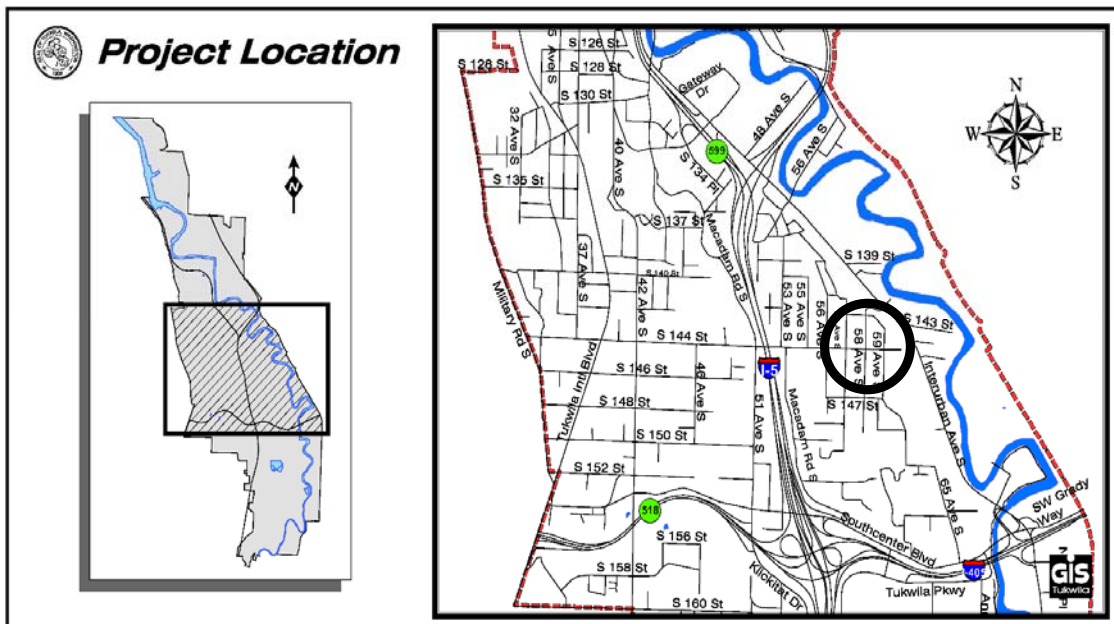 Project Location
N
S 126 St
S 128 St
S 128 St
S 130 St
Gateway
Dr
32 Ave S
40 Ave S
48 Ave S
56 Ave S
599
S 134 Pl
S 135 St
S 137 St
Macadam Rd S
37 Ave S
S 139 St
S 140 St
42 Ave S
Military Rd S
53 Ave S
55 Ave S
56 Ave S
58 Ave S
59 Ave S
S 143 St
S 144 St
I-5
46 Ave S
S 146 St
Tukwila Intl Blvd
S 147 St
S 148 St
51 Ave S
Macadam Rd S
Interurban Ave S
S 150 St
S 152 St
65 Ave S
SW Grady
Way
518
Southcenter Blvd
S 156 St
S 158 St
Klickitat Dr
I-405
Tukwila Pkwy
S 160 St
N
W
E
S
GIS
Tukwila